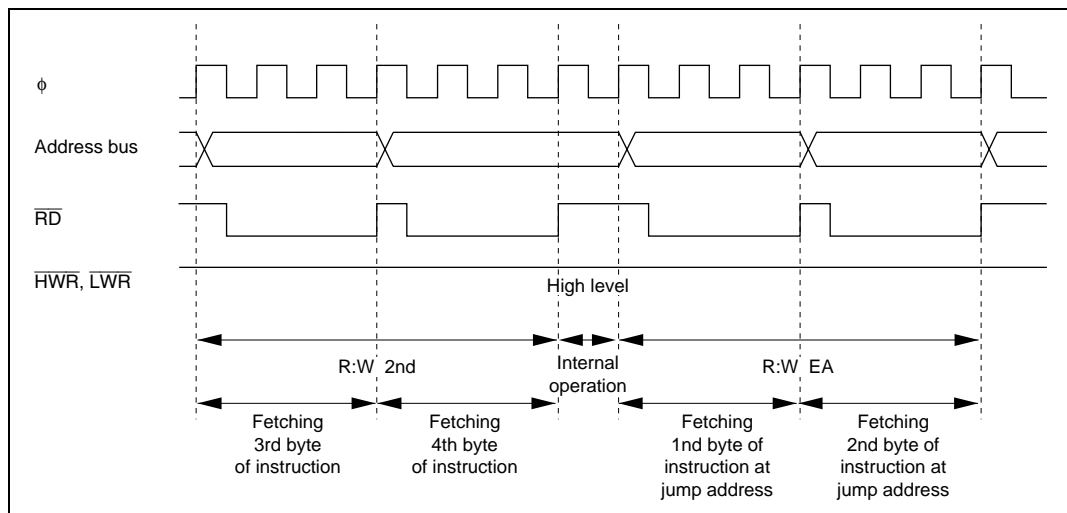 ϕ
Address bus
RD
HWR, LWR
High level
R:W 2nd
Internal
operation
R:W EA
Fetching
3rd byte
of instruction
Fetching
4th byte
of instruction
Fetching
1nd byte of
instruction at
jump address
Fetching
2nd byte of
instruction at
jump address